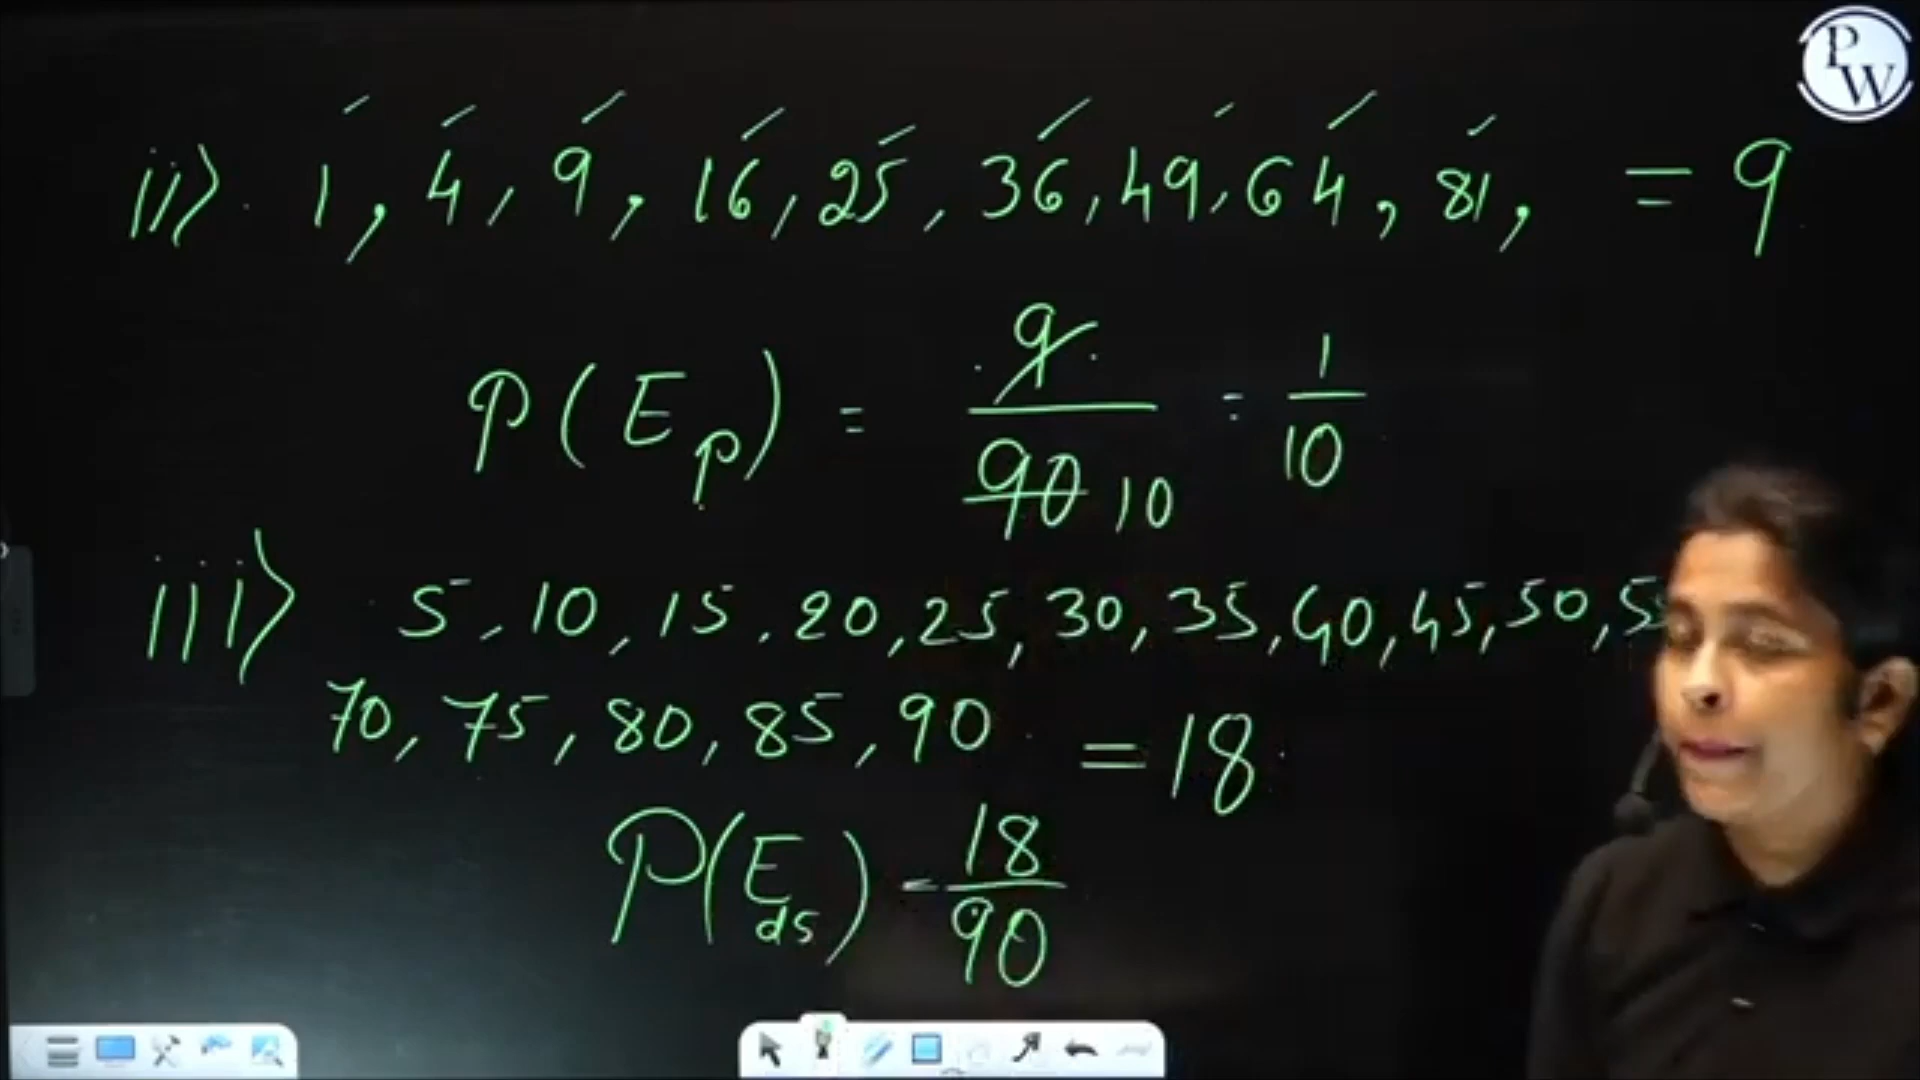 PW
ii) 1, 4, 9, 16, 25, 36, 49, 64, 81, = 9
P(Ep) = 9/90 10 = 1/10
iii) 5, 10, 15, 20, 25, 30, 35, 40, 45, 50,
70, 75, 80, 85, 90 = 18
P(Ed5) = 18/90